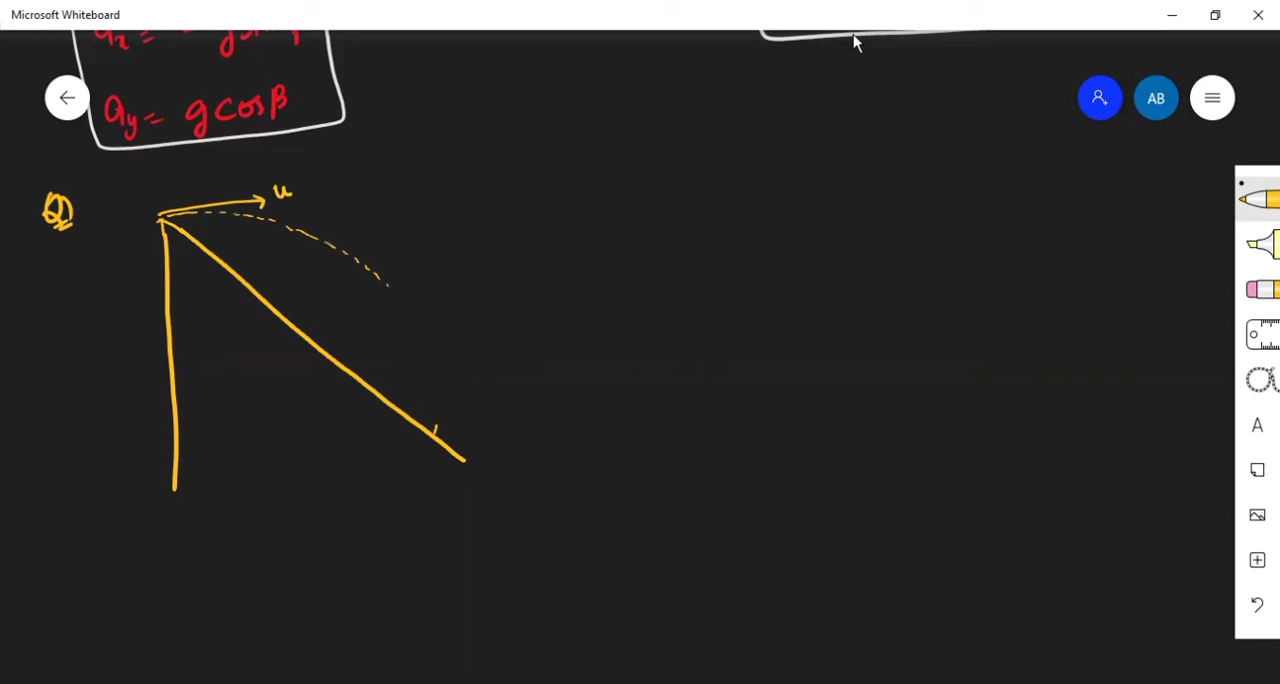 Microsoft Whiteboard
ay = g cos β
AB
Q)
u
A